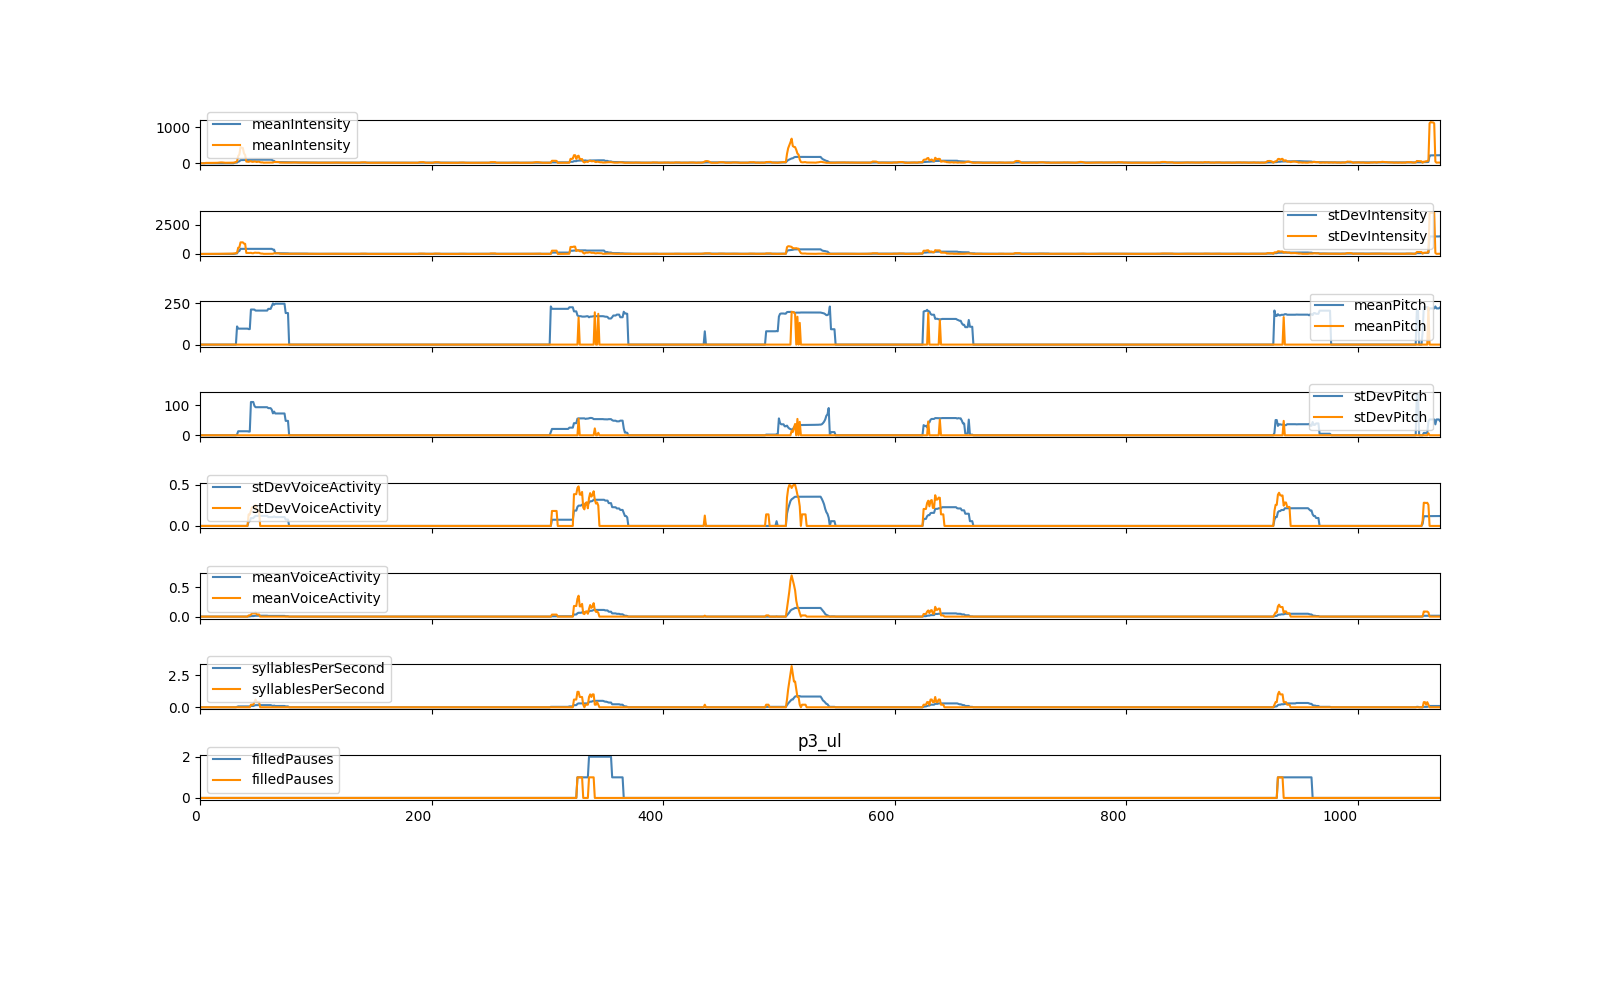 1000
0
meanIntensity
meanIntensity
2500
0
stDevIntensity
stDevIntensity
250
0
meanPitch
meanPitch
100
0
stDevPitch
stDevPitch
0.5
0.0
stDevVoiceActivity
stDevVoiceActivity
0.5
0.0
meanVoiceActivity
meanVoiceActivity
2.5
0.0
syllablesPerSecond
syllablesPerSecond
p3_ul
2
0
filledPauses
filledPauses
0 200 400 600 800 1000